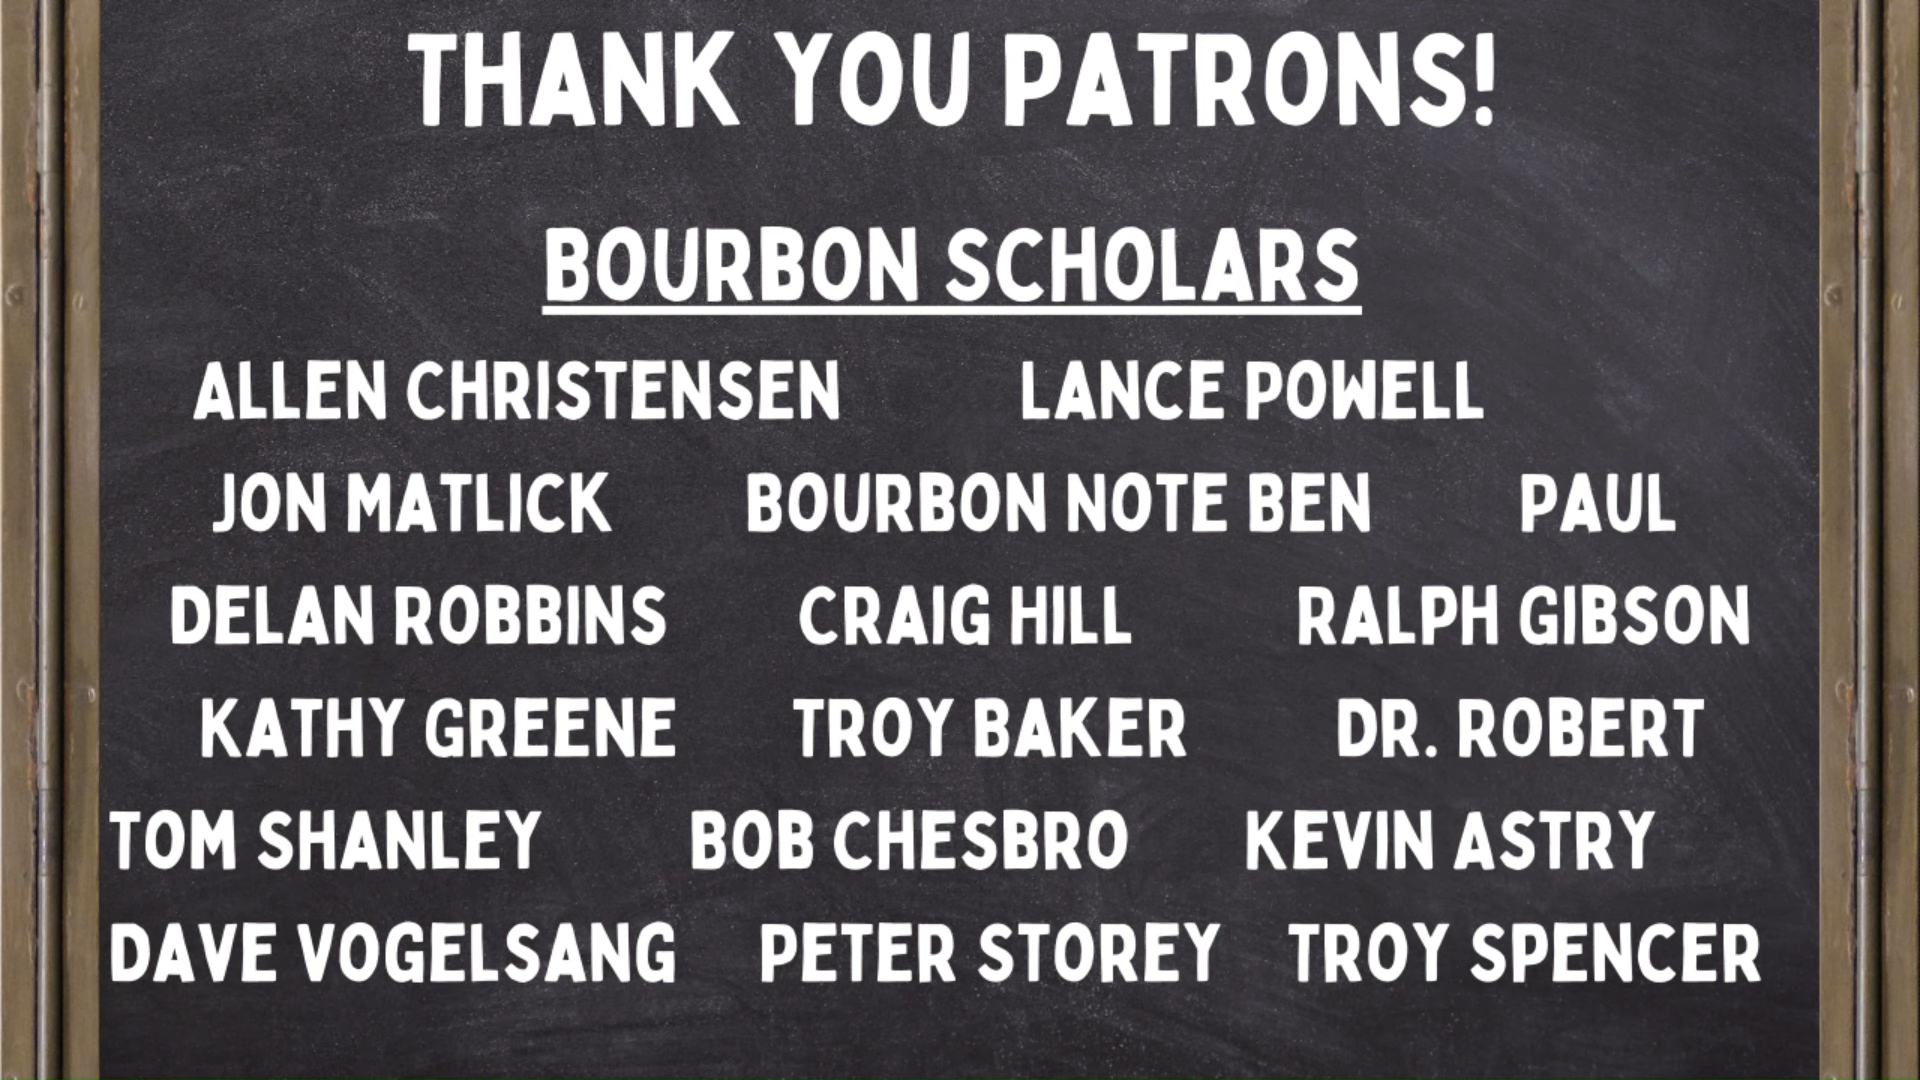 THANK YOU PATRONS!
BOURBON SCHOLARS
ALLEN CHRISTENSEN LANCE POWELL
JON MATLICK BOURBON NOTE BEN PAUL
DELAN ROBBINS CRAIG HILL RALPH GIBSON
KATHY GREENE TROY BAKER DR. ROBERT
TOM SHANLEY BOB CHESBRO KEVIN ASTRY
DAVE VOGELSANG PETER STOREY TROY SPENCER